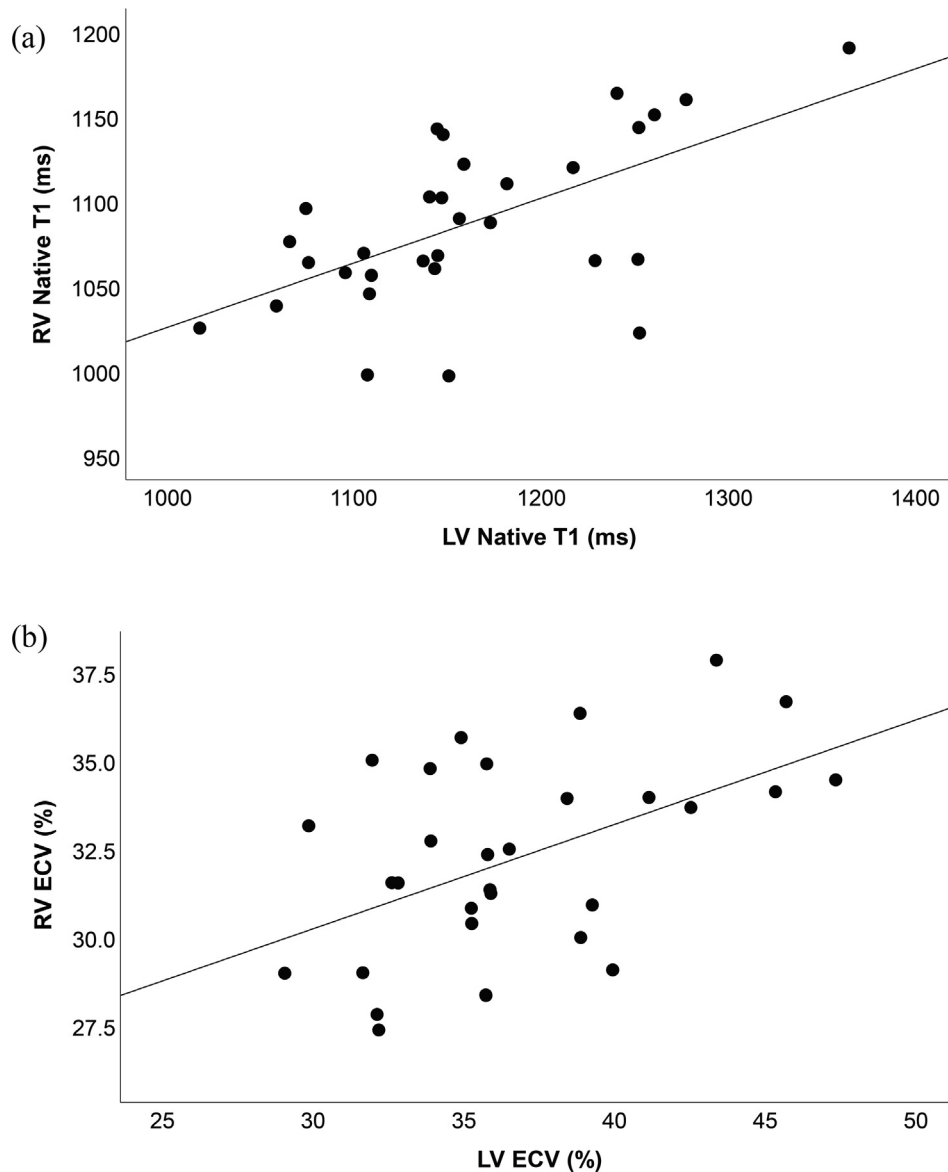 (a)
1200
1150
1100
1050
1000
950
RV Native T1 (ms)
1000 1100 1200 1300 1400
LV Native T1 (ms)
(b)
37.5
35.0
32.5
30.0
27.5
RV ECV (%)
25 30 35 40 45 50
LV ECV (%)